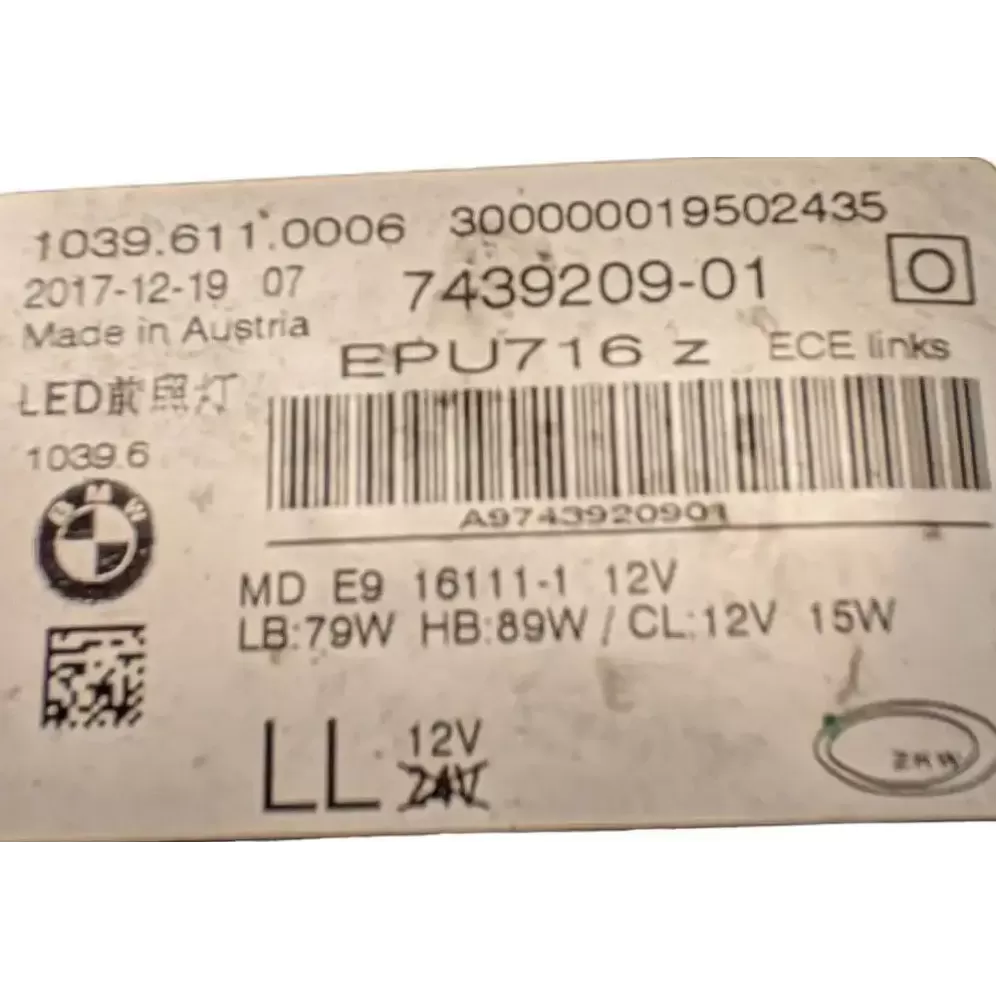 1039.611.0006 300000019502435
2017-12-19 07 7439209-01
Made in Austria
EPU716 z ECE links
LED前照灯
1039.6
A9743920901
BMW
MD E9 16111-1 12V
LB:79W HB:89W / CL:12V 15W
LL 12V
24V